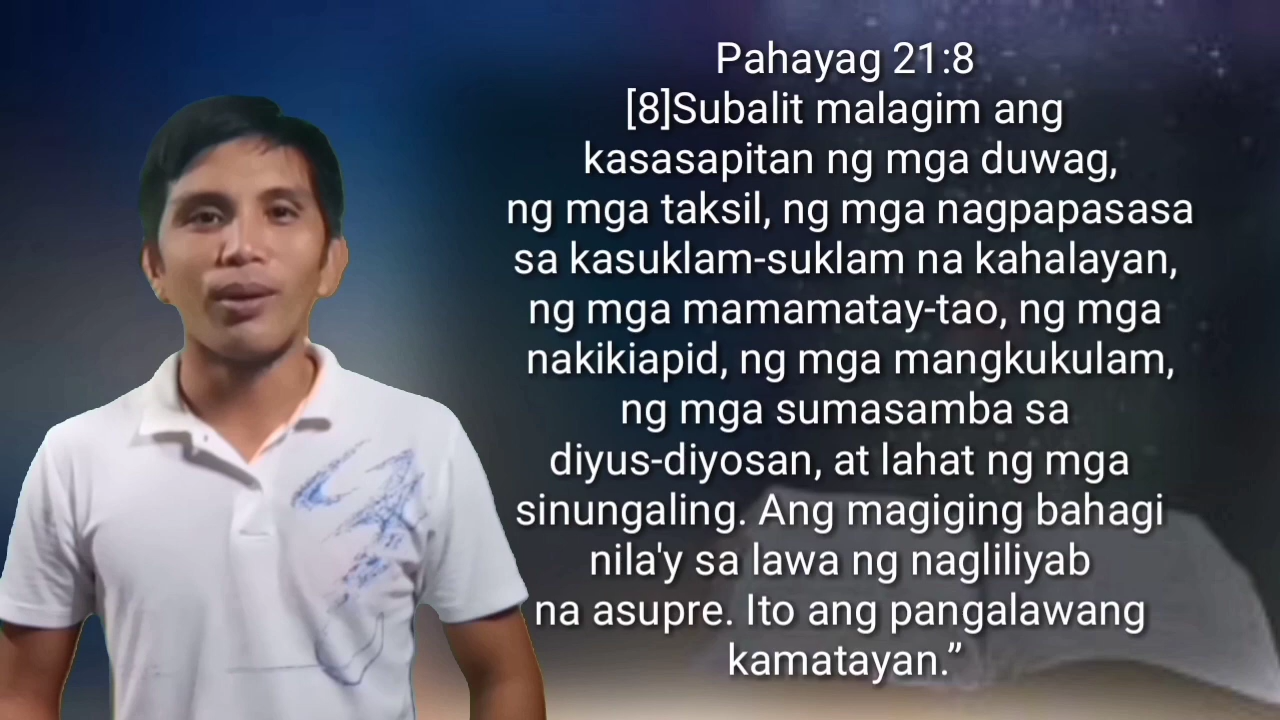 Pahayag 21:8
[8]Subalit malagim ang
kasasapitan ng mga duwag,
ng mga taksil, ng mga nagpapasasa
sa kasuklam-suklam na kahalayan,
ng mga mamamatay-tao, ng mga
nakikiapid, ng mga mangkukulam,
ng mga sumasamba sa
diyus-diyosan, at lahat ng mga
sinungaling. Ang magiging bahagi
nila'y sa lawa ng nagliliyab
na asupre. Ito ang pangalawang
kamatayan.”